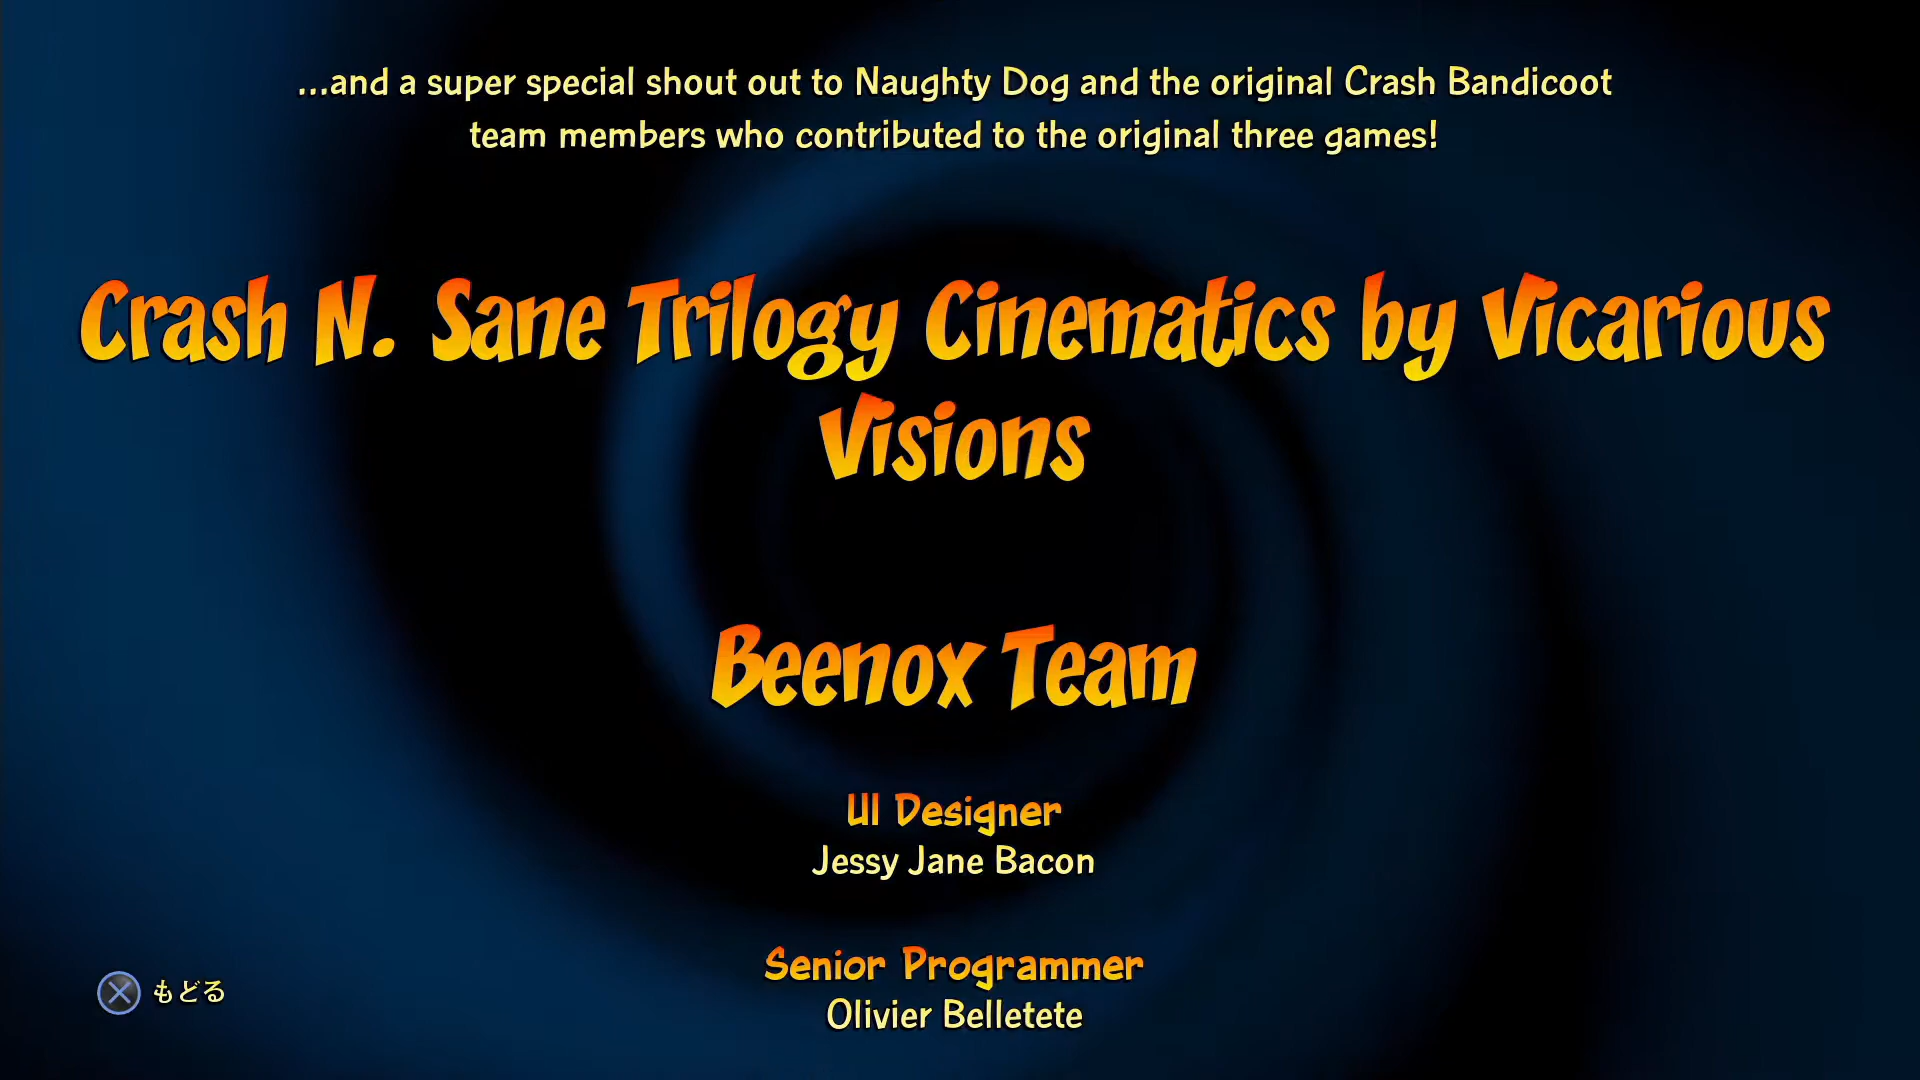 ...and a super special shout out to Naughty Dog and the original Crash Bandicoot
team members who contributed to the original three games!
Crash N. Sane Trilogy Cinematics by Vicarious
Visions
Beenox Team
UI Designer
Jessy Jane Bacon
Senior Programmer
Olivier Belletete
もどる